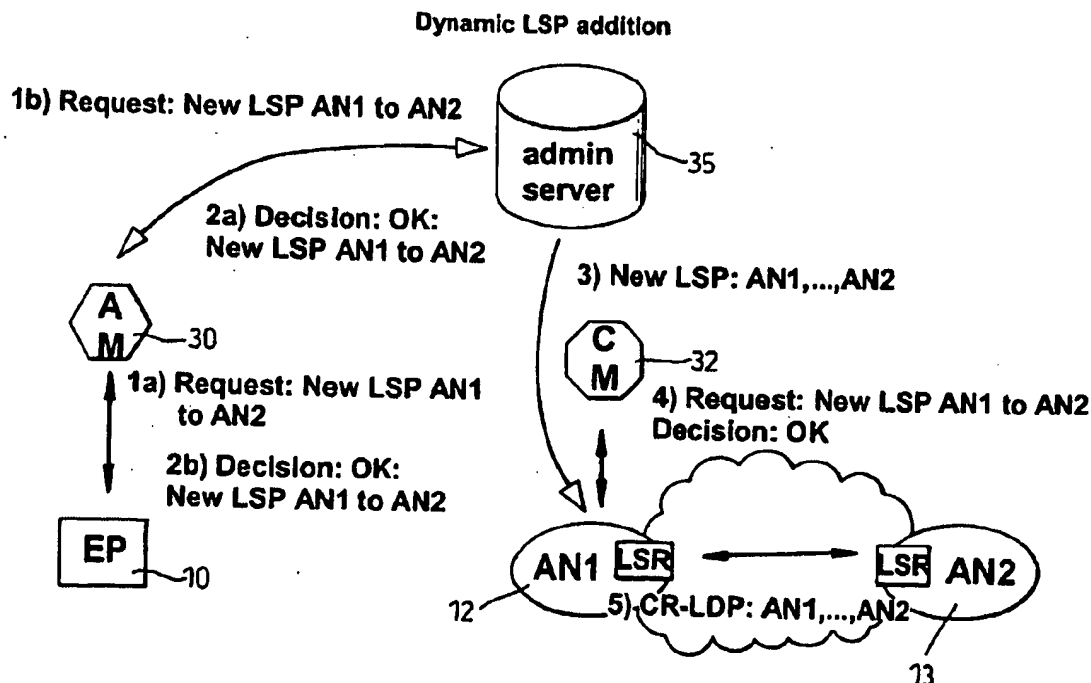 Dynamic LSP addition
1b) Request: New LSP AN1 to AN2
admin
server
35
2a) Decision: OK:
New LSP AN1 to AN2
3) New LSP: AN1,...,AN2
A
M
30
C
M
32
1a) Request: New LSP AN1
to AN2
4) Request: New LSP AN1 to AN2
Decision: OK
2b) Decision: OK:
New LSP AN1 to AN2
EP
10
AN1
LSR
LSR
AN2
12
5) CR-LDP: AN1,...,AN2
13